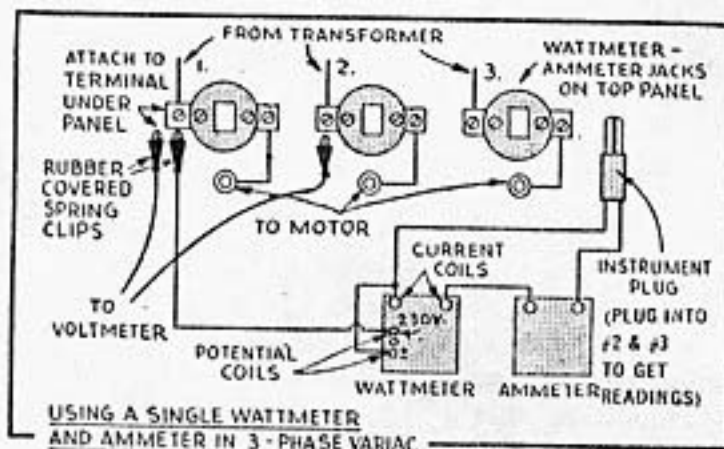 FROM TRANSFORMER
ATTACH TO
TERMINAL
UNDER
PANEL
1.
2.
3.
WATTMETER -
AMMETER JACKS
ON TOP PANEL
RUBBER
COVERED
SPRING
CLIPS
TO MOTOR
CURRENT
COILS
INSTRUMENT
PLUG
(PLUG INTO
#2 & #3
TO GET
READINGS)
TO
VOLTMETER
230V.
±
POTENTIAL
COILS
WATTMETER
AMMETER
USING A SINGLE WATTMETER
AND AMMETER IN 3-PHASE VARIAC